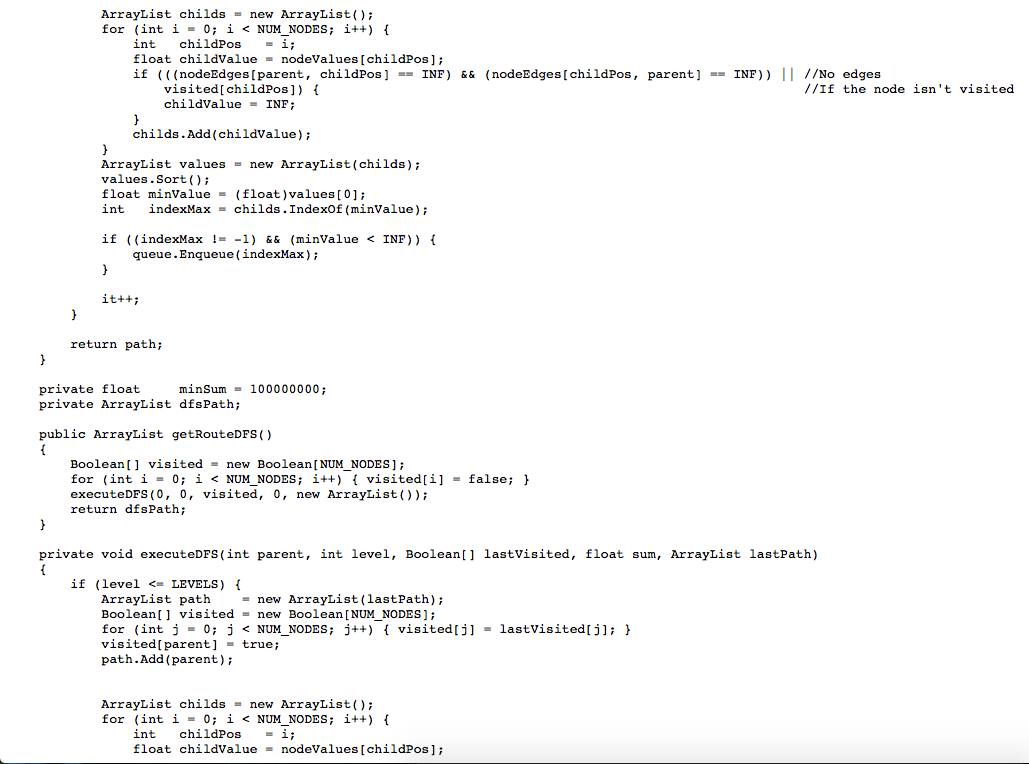 ArrayList childs = new ArrayList();
        for (int i = 0; i < NUM_NODES; i++) {
            int   childPos   = i;
            float childValue = nodeValues[childPos];
            if (((nodeEdges[parent, childPos] == INF) && (nodeEdges[childPos, parent] == INF)) || //No edges
                visited[childPos]) {                                                              //If the node isn't visited
                childValue = INF;
            }
            childs.Add(childValue);
        }
        ArrayList values = new ArrayList(childs);
        values.Sort();
        float minValue = (float)values[0];
        int   indexMax = childs.IndexOf(minValue);

        if ((indexMax != -1) && (minValue < INF)) {
            queue.Enqueue(indexMax);
        }

        it++;
    }

    return path;
}

private float     minSum = 100000000;
private ArrayList dfsPath;

public ArrayList getRouteDFS()
{
    Boolean[] visited = new Boolean[NUM_NODES];
    for (int i = 0; i < NUM_NODES; i++) { visited[i] = false; }
    executeDFS(0, 0, visited, 0, new ArrayList());
    return dfsPath;
}

private void executeDFS(int parent, int level, Boolean[] lastVisited, float sum, ArrayList lastPath)
{
    if (level <= LEVELS) {
        ArrayList path    = new ArrayList(lastPath);
        Boolean[] visited = new Boolean[NUM_NODES];
        for (int j = 0; j < NUM_NODES; j++) { visited[j] = lastVisited[j]; }
        visited[parent] = true;
        path.Add(parent);


        ArrayList childs = new ArrayList();
        for (int i = 0; i < NUM_NODES; i++) {
            int   childPos   = i;
            float childValue = nodeValues[childPos];